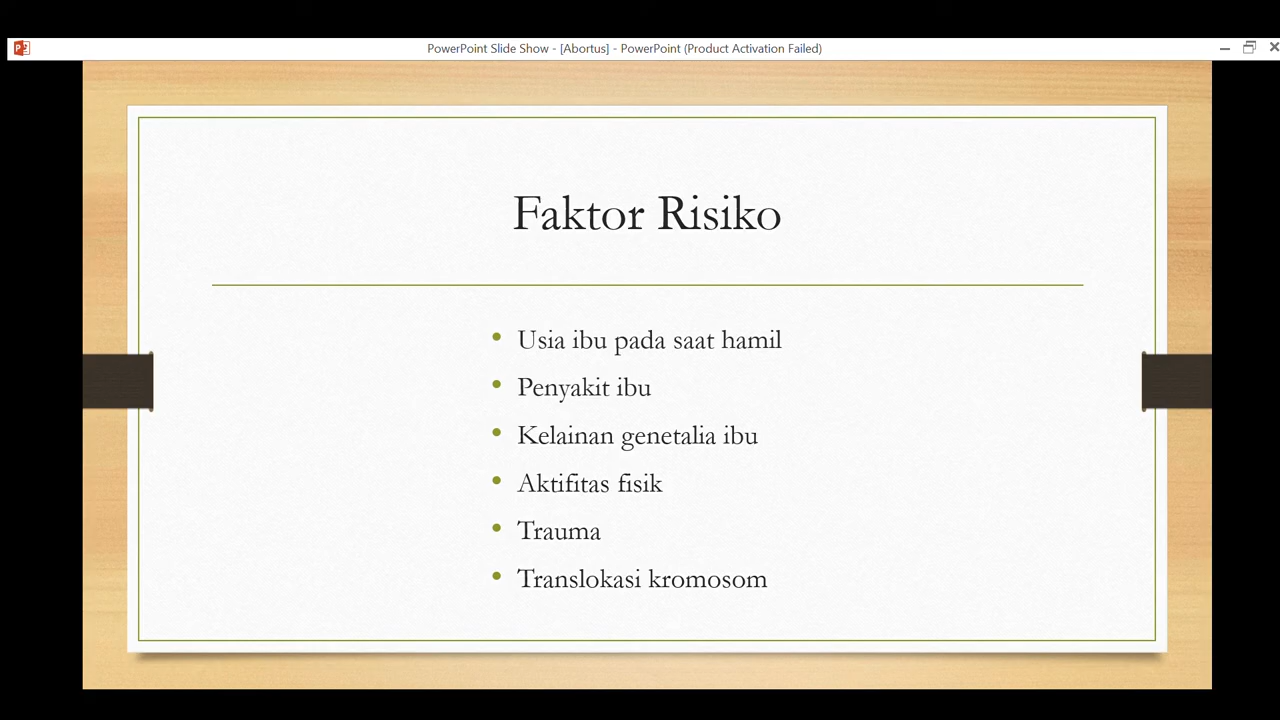 PowerPoint Slide Show - [Abortus] - PowerPoint (Product Activation Failed)
Faktor Risiko
• Usia ibu pada saat hamil
• Penyakit ibu
• Kelainan genetalia ibu
• Aktifitas fisik
• Trauma
• Translokasi kromosom